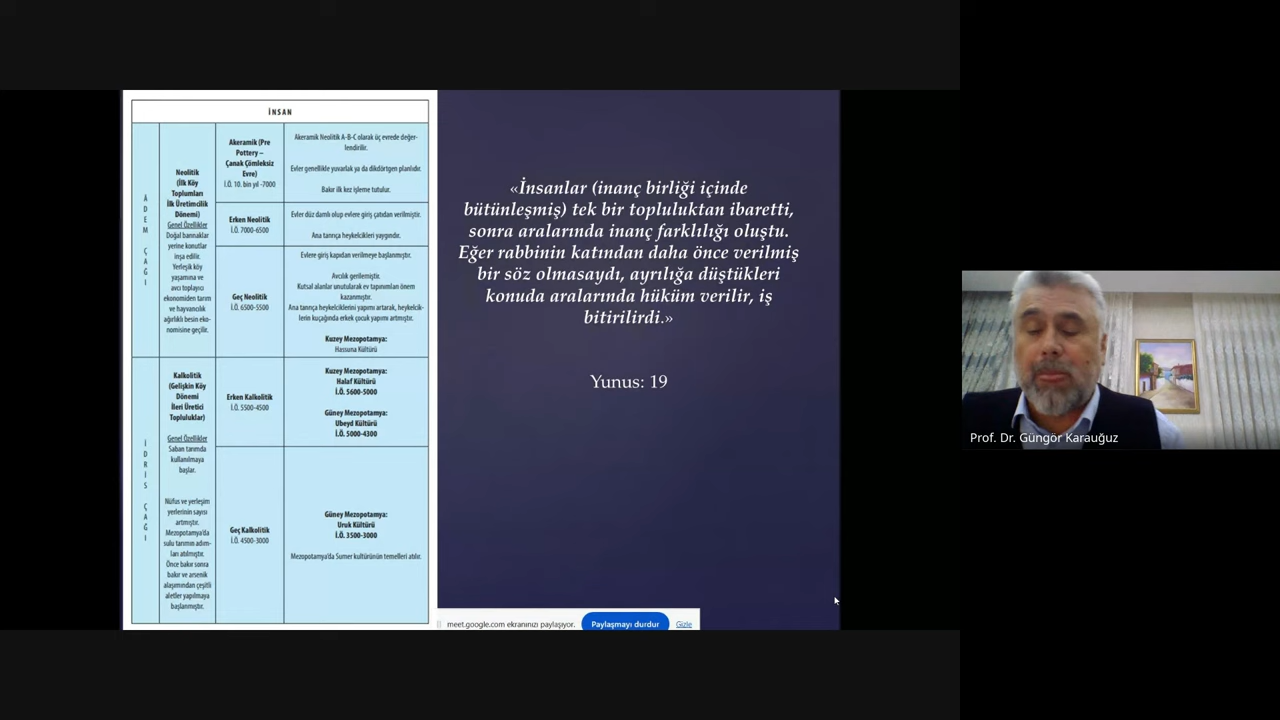 İNSAN
ÂDEM ÇAĞI
Neolitik
(İlk Köy
Toplumları
İlk Üretimcilik
Dönemi)
Genel Özellikler
Doğal barınaklar
yerine konutlar
inşa edilir.
Yerleşik köy
yaşamına ve
avcı toplayıcı
ekonomiden tarım
ve hayvancılık
ağırlıklı besin eko-
nomisine geçilir.
Akeramik (Pre
Pottery –
Çanak Çömleksiz
Evre)
İ.Ö. 10. bin yıl -7000
Akeramik Neolitik A-B-C olarak üç evrede değer-
lendirilir.
Evler genellikle yuvarlak ya da dikdörtgen planlıdır.
Bakır ilk kez işleme tutulur.
Erken Neolitik
İ.Ö. 7000-6500
Evler düz damlı olup evlere giriş çatıdan verilmiştir.
Ana tanrıça heykelcikleri yaygındır.
Geç Neolitik
İ.Ö. 6500-5500
Evlere giriş kapıdan verilmeye başlanmıştır.
Avcılık gerilemiştir.
Kutsal alanlar unutularak ev tapınımları önem
kazanmıştır.
Ana tanrıça heykelciklerini yapımı artarak, heykelcik-
lerin kuçağında erkek çocuk yapımı artmıştır.
Kuzey Mezopotamya:
Hassuna Kültürü
İDRİS ÇAĞI
Kalkolitik
(Gelişkin Köy
Dönemi
İleri Üretici
Topluluklar)
Genel Özellikler
Saban tarımda
kullanılmaya
başlar.
Nüfus ve yerleşim
yerlerinin sayısı
artmıştır.
Mezopotamya'da
sulu tarımın adım-
ları atılmıştır.
Önce bakır sonra
bakır ve arsenik
alaşımından çeşitli
aletler yapılmaya
başlanmıştır.
Erken Kalkolitik
İ.Ö. 5500-4500
Kuzey Mezopotamya:
Halaf Kültürü
İ.Ö. 5600-5000
Güney Mezopotamya:
Ubeyd Kültürü
İ.Ö. 5000-4300
Geç Kalkolitik
İ.Ö. 4500-3000
Güney Mezopotamya:
Uruk Kültürü
İ.Ö. 3500-3000
Mezopotamya'da Sumer kültürünün temelleri atılır.
«İnsanlar (inanç birliği içinde
bütünleşmiş) tek bir topluluktan ibaretti,
sonra aralarında inanç farklılığı oluştu.
Eğer rabbinin katından daha önce verilmiş
bir söz olmasaydı, ayrılığa düştükleri
konuda aralarında hüküm verilir, iş
bitirilirdi.»
Yunus: 19
meet.google.com ekranınızı paylaşıyor.
Paylaşmayı durdur
Gizle
Prof. Dr. Güngör Karauğuz